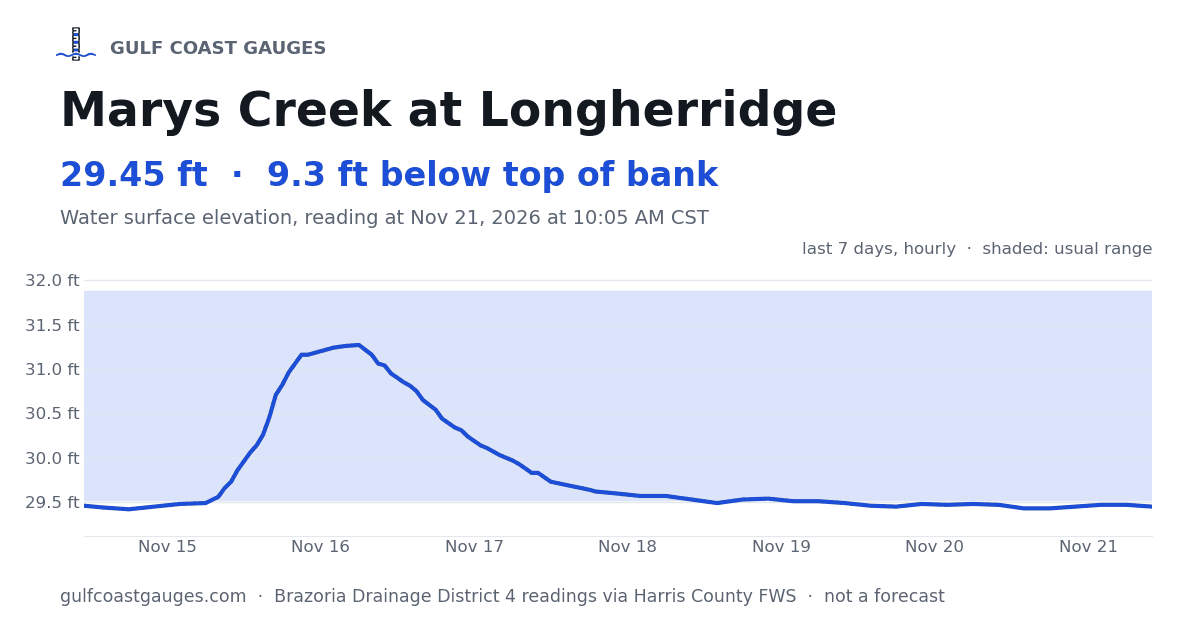 GULF COAST GAUGES
Marys Creek at Longherridge
29.45 ft · 9.3 ft below top of bank
Water surface elevation, reading at Nov 21, 2026 at 10:05 AM CST
last 7 days, hourly · shaded: usual range
32.0 ft
31.5 ft
31.0 ft
30.5 ft
30.0 ft
29.5 ft
Nov 15 Nov 16 Nov 17 Nov 18 Nov 19 Nov 20 Nov 21
gulfcoastgauges.com · Brazoria Drainage District 4 readings via Harris County FWS · not a forecast